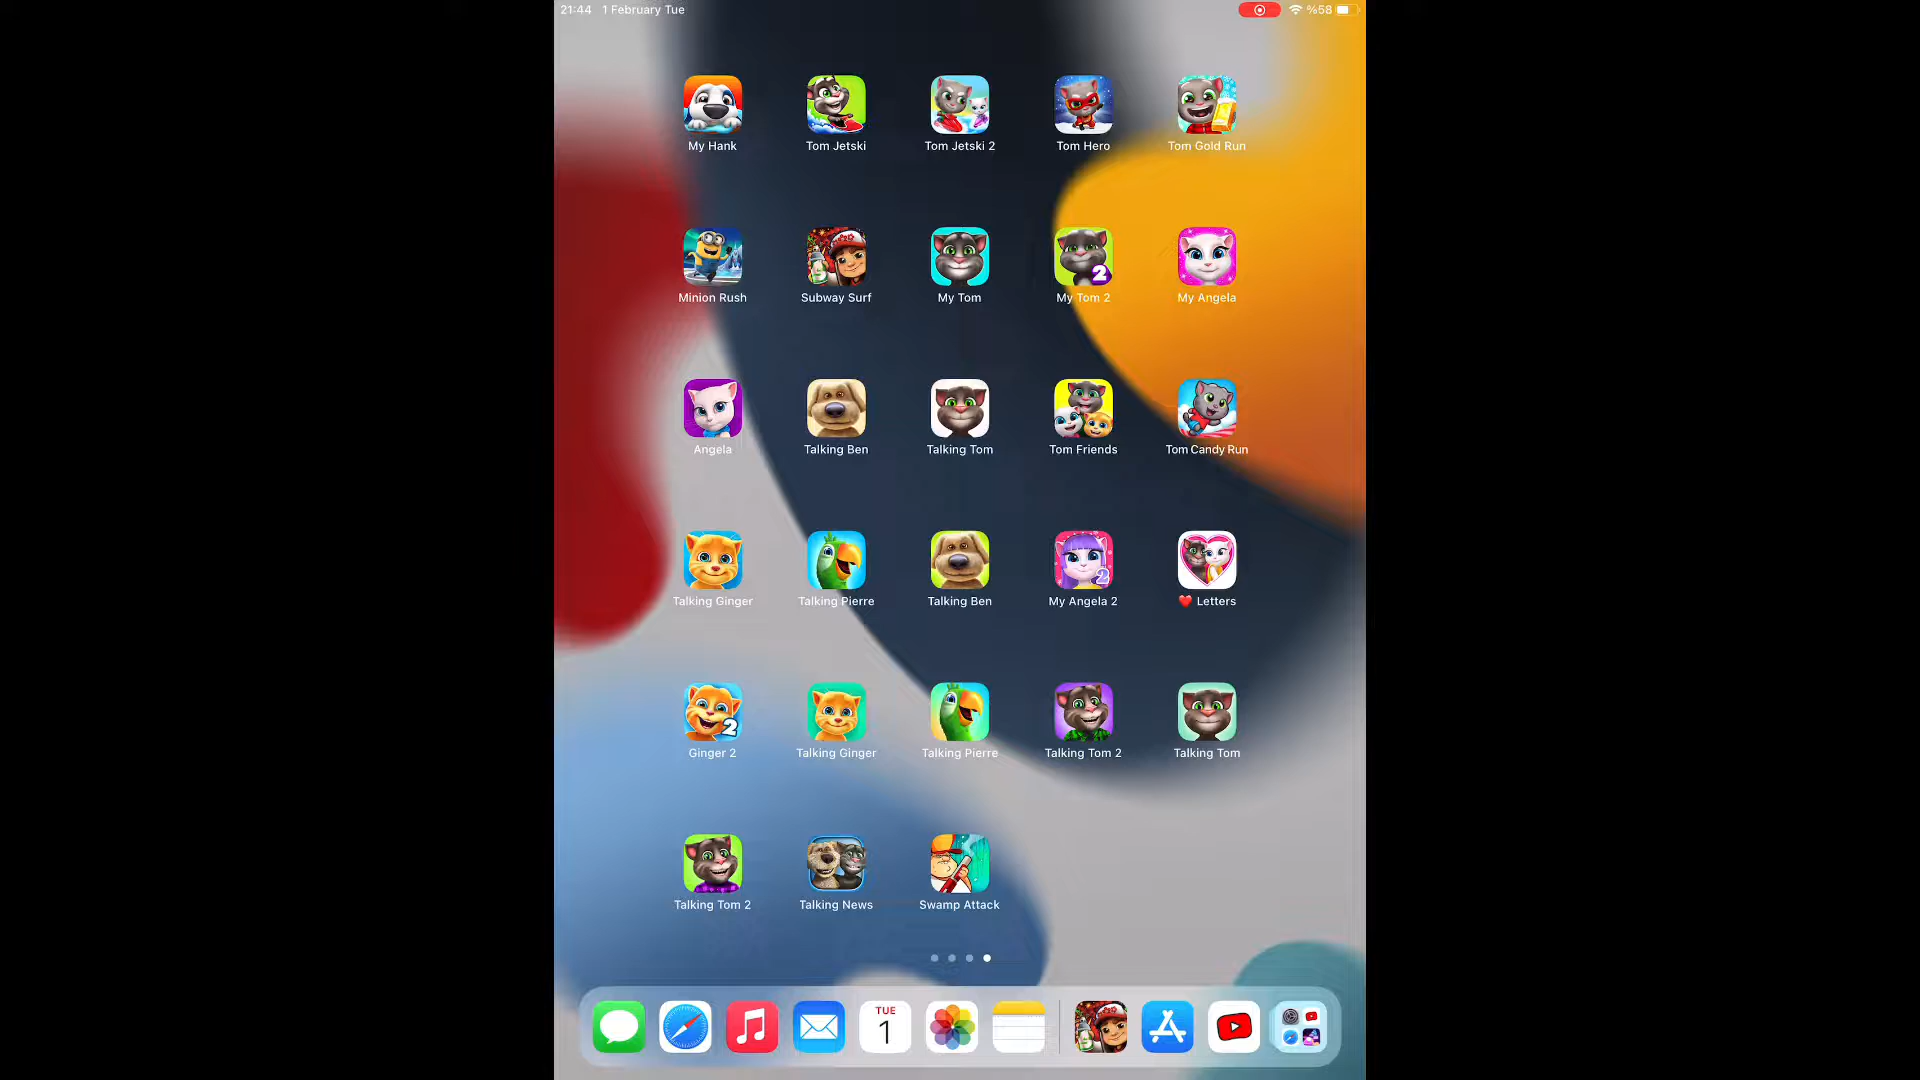 21:44 1 February Tue %58
My Hank Tom Jetski Tom Jetski 2 Tom Hero Tom Gold Run
Minion Rush Subway Surf My Tom My Tom 2 My Angela
2
Angela Talking Ben Talking Tom Tom Friends Tom Candy Run
2
Talking Ginger Talking Pierre Talking Ben My Angela 2 ❤️ Letters
2
Ginger 2 Talking Ginger Talking Pierre Talking Tom 2 Talking Tom
Talking Tom 2 Talking News Swamp Attack
TUE
1